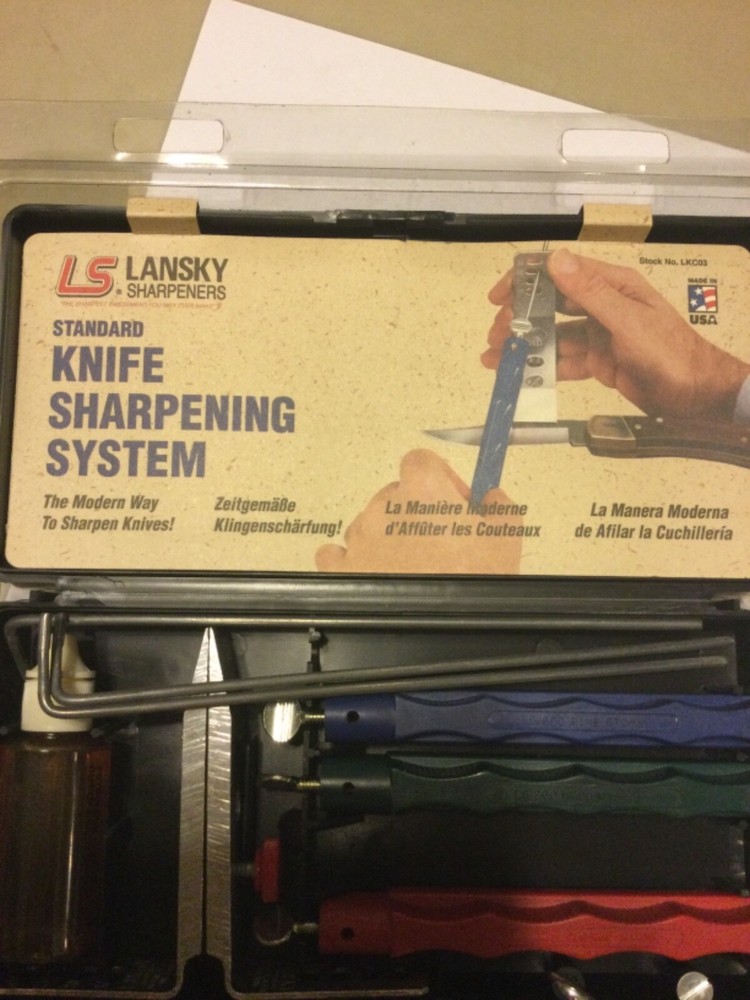 LS LANSKY
SHARPENERS
Stock No. LKC03
MADE IN
USA
STANDARD
KNIFE
SHARPENING
SYSTEM
The Modern Way
To Sharpen Knives!
Zeitgemäße
Klingenschärfung!
La Manière Moderne
d'Affûter les Couteaux
La Manera Moderna
de Afilar la Cuchillería